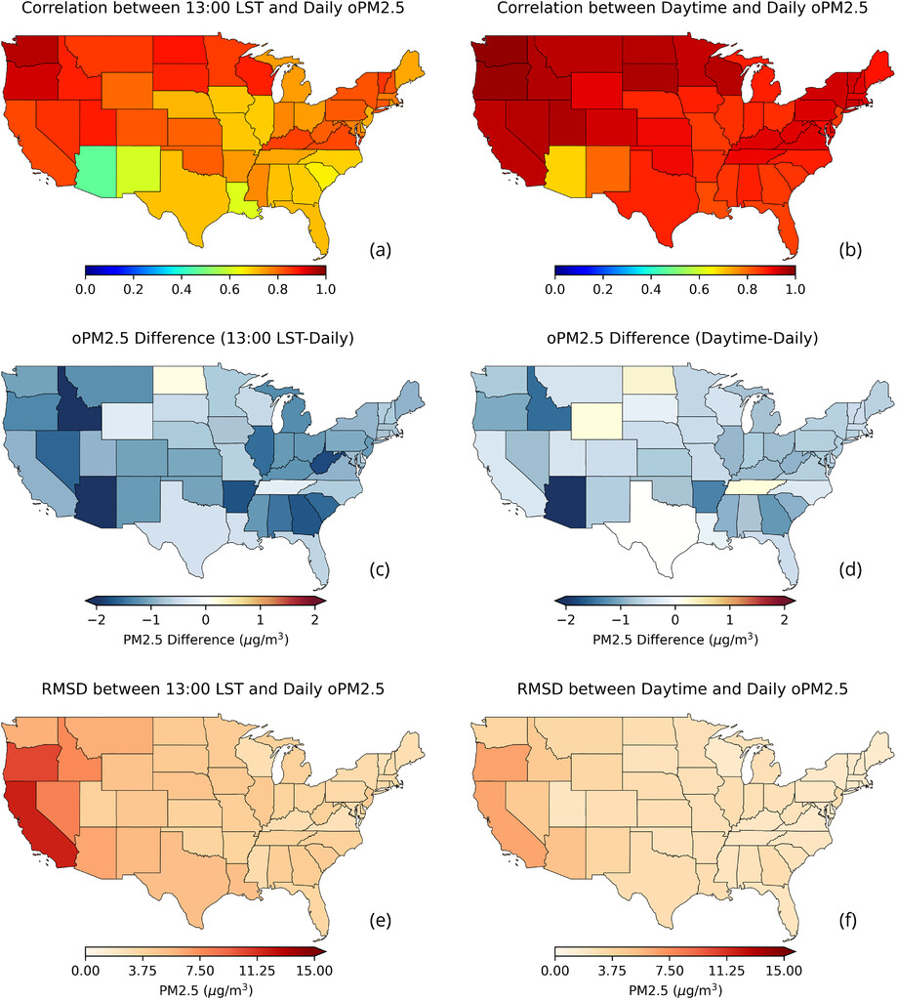 Correlation between 13:00 LST and Daily oPM2.5
Correlation between Daytime and Daily oPM2.5
(a)
(b)
0.0 0.2 0.4 0.6 0.8 1.0
0.0 0.2 0.4 0.6 0.8 1.0
oPM2.5 Difference (13:00 LST-Daily)
oPM2.5 Difference (Daytime-Daily)
(c)
(d)
−2 −1 0 1 2
−2 −1 0 1 2
PM2.5 Difference (μg/m³)
PM2.5 Difference (μg/m³)
RMSD between 13:00 LST and Daily oPM2.5
RMSD between Daytime and Daily oPM2.5
(e)
(f)
0.00 3.75 7.50 11.25 15.00
0.00 3.75 7.50 11.25 15.00
PM2.5 (μg/m³)
PM2.5 (μg/m³)